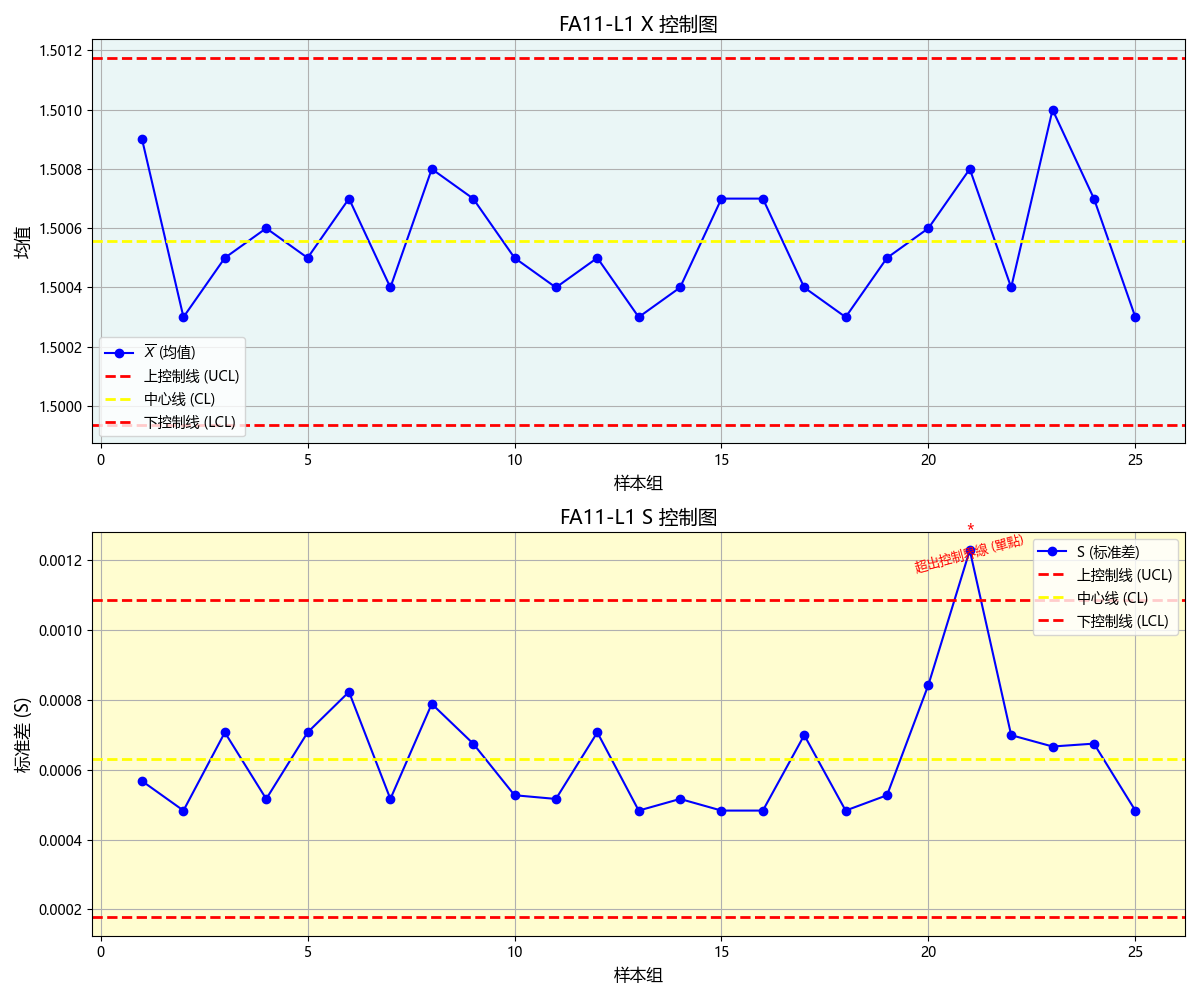 FA11-L1 X 控制图
1.5012
1.5010
1.5008
1.5006
1.5004
1.5002
1.5000
均值
X (均值)
上控制线 (UCL)
中心线 (CL)
下控制线 (LCL)
0 5 10 15 20 25
样本组
FA11-L1 S 控制图
*
超出控制界線 (單點)
0.0012
0.0010
0.0008
0.0006
0.0004
0.0002
标准差 (S)
S (标准差)
上控制线 (UCL)
中心线 (CL)
下控制线 (LCL)
0 5 10 15 20 25
样本组